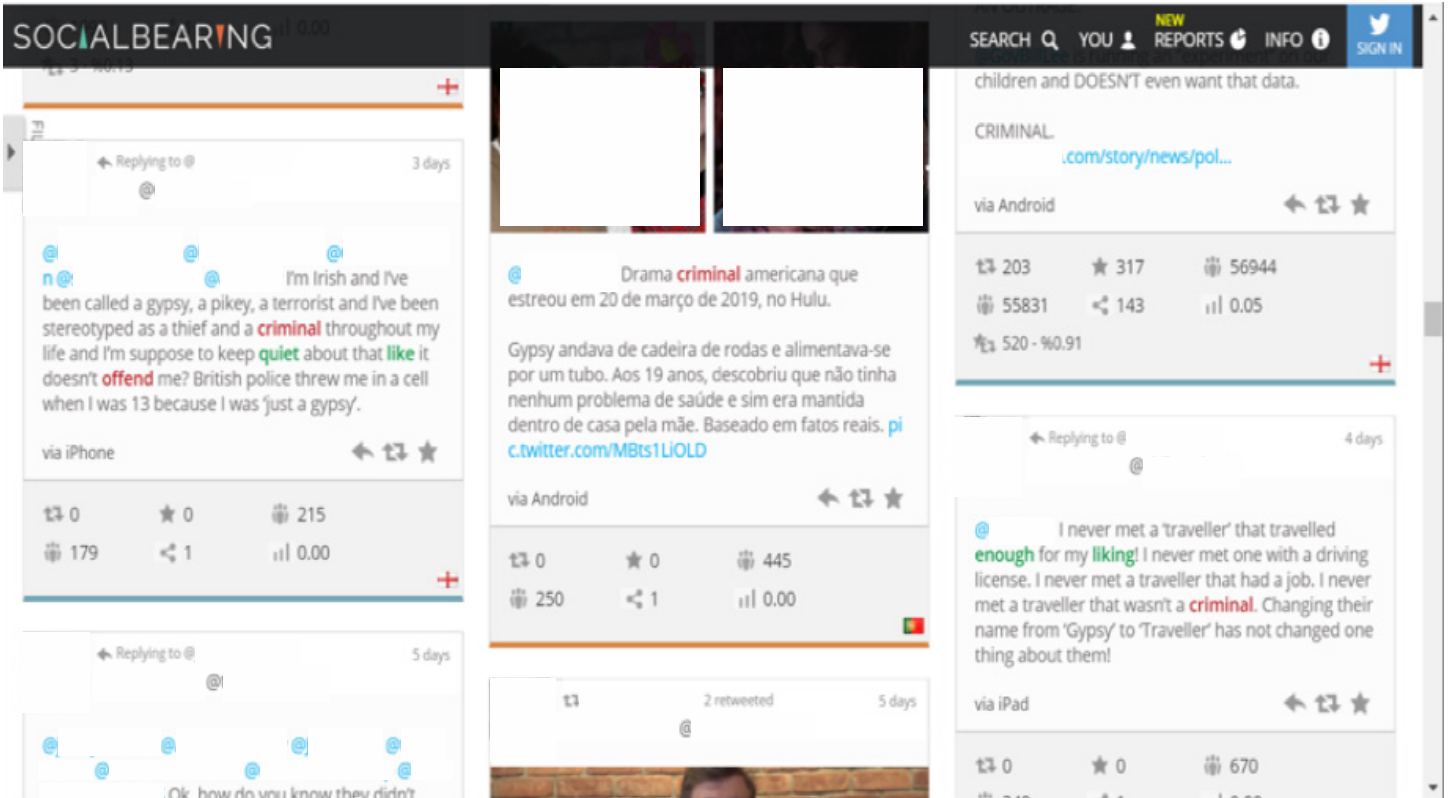 SOCIALBEARING
SEARCH
YOU
NEW
REPORTS
INFO
SIGN IN
3 - %0.13
Replying to @
3 days
@
@ @ @
n @ @ I'm Irish and I've
been called a gypsy, a pikey, a terrorist and I've been
stereotyped as a thief and a criminal throughout my
life and I'm suppose to keep quiet about that like it
doesn't offend me? British police threw me in a cell
when I was 13 because I was 'just a gypsy'.
via iPhone
0 0 215
179 1 0.00
Replying to @
5 days
@
@ @ @ @
@ @ @
Ok, how do you know they didn't
@ Drama criminal americana que
estreou em 20 de março de 2019, no Hulu.
Gypsy andava de cadeira de rodas e alimentava-se
por um tubo. Aos 19 anos, descobriu que não tinha
nenhum problema de saúde e sim era mantida
dentro de casa pela mãe. Baseado em fatos reais. pi
c.twitter.com/MBts1LiOLD
via Android
0 0 445
250 1 0.00
2 retweeted
5 days
@
children and DOESN'T even want that data.
CRIMINAL.
.com/story/news/pol...
via Android
203 317 56944
55831 143 0.05
520 - %0.91
Replying to @
4 days
@
@ I never met a 'traveller' that travelled
enough for my liking! I never met one with a driving
license. I never met a traveller that had a job. I never
met a traveller that wasn't a criminal. Changing their
name from 'Gypsy' to 'Traveller' has not changed one
thing about them!
via iPad
0 0 670